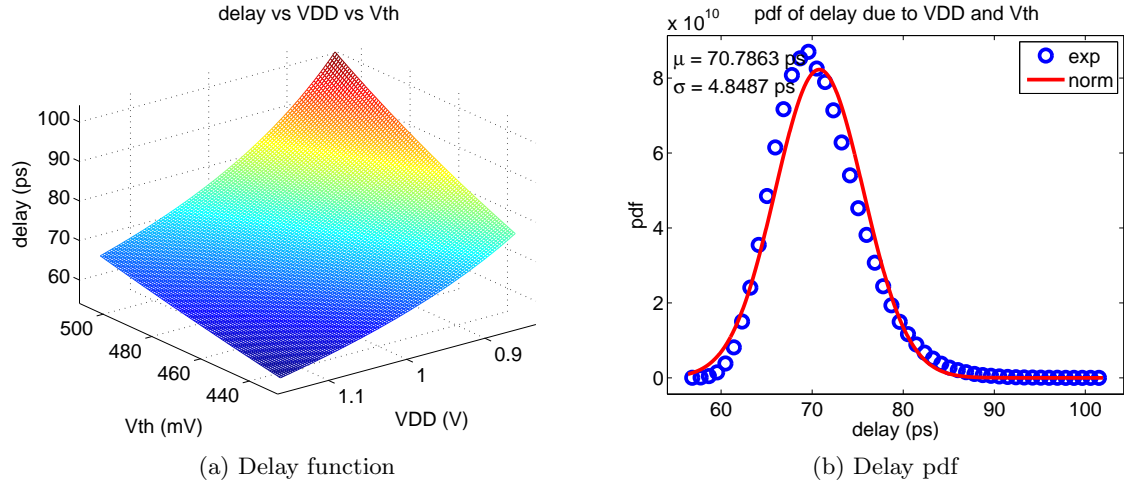 delay vs VDD vs Vth
100
90
80
70
60
delay (ps)
500
480
460
440
Vth (mV)
1.1
1
0.9
VDD (V)
(a) Delay function
pdf of delay due to VDD and Vth
x 10^10
μ = 70.7863 ps
σ = 4.8487 ps
exp
norm
8
6
4
2
0
pdf
60 70 80 90 100
delay (ps)
(b) Delay pdf